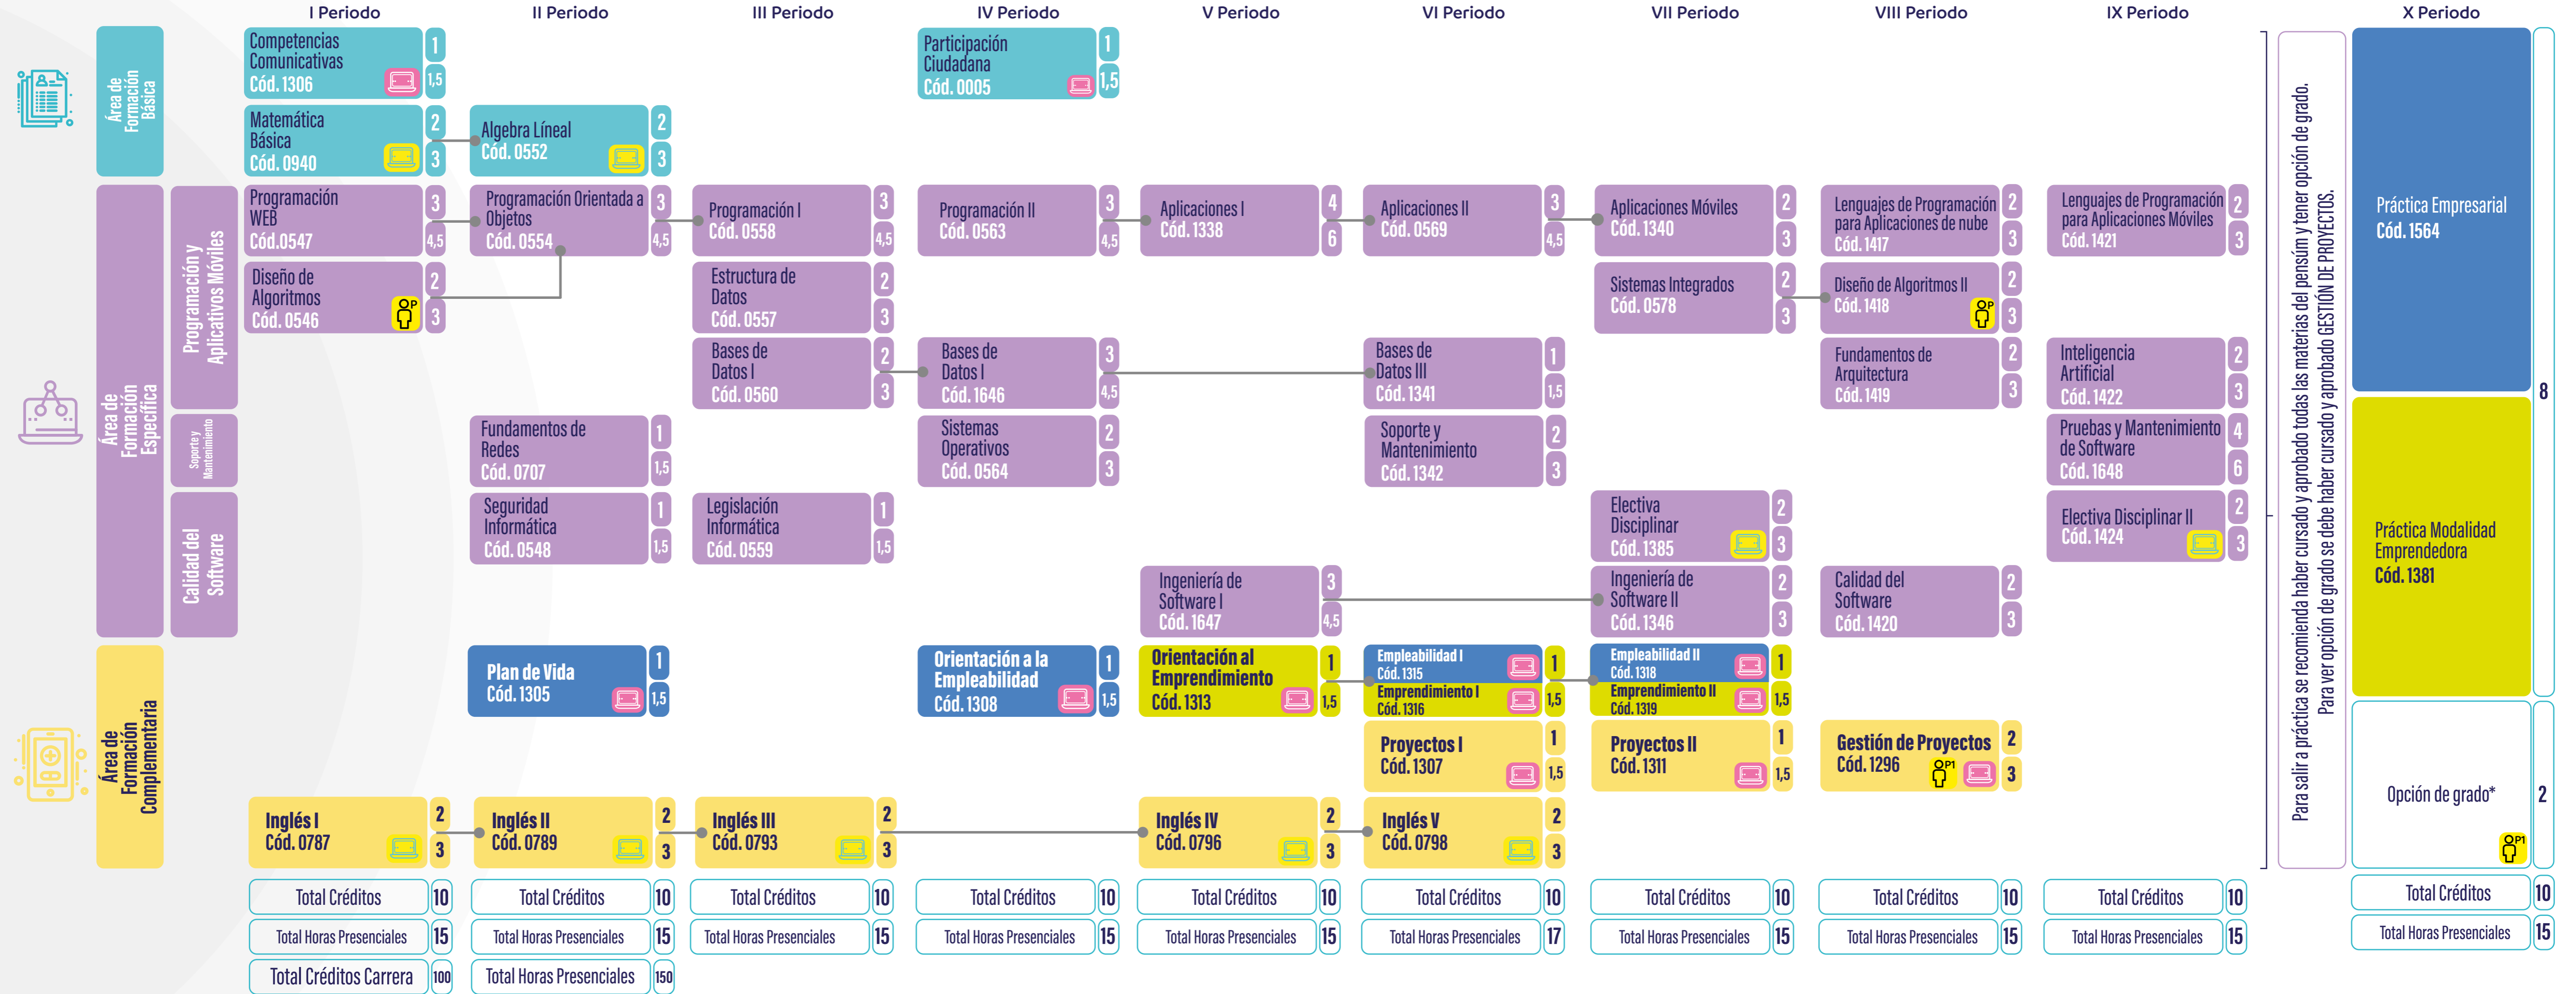 I Periodo
II Periodo
III Periodo
IV Periodo
V Periodo
VI Periodo
VII Periodo
VIII Periodo
IX Periodo
X Periodo
Área de
Formación
Básica
Competencias
Comunicativas
Cód. 1306
1
1,5
Participación
Ciudadana
Cód. 0005
1
1,5
Matemática
Básica
Cód. 0940
2
3
Algebra Líneal
Cód. 0552
2
3
Área de
Formación
Específica
Programación y
Aplicativos Móviles
Programación
WEB
Cód.0547
3
4,5
Programación Orientada a
Objetos
Cód. 0554
3
4,5
Programación I
Cód. 0558
3
4,5
Programación II
Cód. 0563
3
4,5
Aplicaciones I
Cód. 1338
4
6
Aplicaciones II
Cód. 0569
3
4,5
Aplicaciones Móviles
Cód. 1340
2
3
Lenguajes de Programación
para Aplicaciones de nube
Cód. 1417
2
3
Lenguajes de Programación
para Aplicaciones Móviles
Cód. 1421
2
3
Diseño de
Algoritmos
Cód. 0546
P
2
3
Estructura de
Datos
Cód. 0557
2
3
Sistemas Integrados
Cód. 0578
2
3
Diseño de Algoritmos II
Cód. 1418
P
2
3
Bases de
Datos I
Cód. 0560
2
3
Bases de
Datos I
Cód. 1646
3
4,5
Bases de
Datos III
Cód. 1341
1
1,5
Fundamentos de
Arquitectura
Cód. 1419
2
3
Inteligencia
Artificial
Cód. 1422
2
3
Soporte y
Mantenimiento
Fundamentos de
Redes
Cód. 0707
1
1,5
Sistemas
Operativos
Cód. 0564
2
3
Soporte y
Mantenimiento
Cód. 1342
2
3
Pruebas y Mantenimiento
de Software
Cód. 1648
4
6
Calidad del
Software
Seguridad
Informática
Cód. 0548
1
1,5
Legislación
Informática
Cód. 0559
1
1,5
Electiva
Disciplinar
Cód. 1385
2
3
Electiva Disciplinar II
Cód. 1424
2
3
Ingeniería de
Software I
Cód. 1647
3
4,5
Ingeniería de
Software II
Cód. 1346
2
3
Calidad del
Software
Cód. 1420
2
3
Área de
Formación
Complementaria
Plan de Vida
Cód. 1305
1
1,5
Orientación a la
Empleabilidad
Cód. 1308
1
1,5
Orientación al
Emprendimiento
Cód. 1313
1
1,5
Empleabilidad I
Cód. 1315
Emprendimiento I
Cód. 1316
1
1,5
Empleabilidad II
Cód. 1318
Emprendimiento II
Cód. 1319
1
1,5
Proyectos I
Cód. 1307
1
1,5
Proyectos II
Cód. 1311
1
1,5
Gestión de Proyectos
Cód. 1296
P1
2
3
Inglés I
Cód. 0787
2
3
Inglés II
Cód. 0789
2
3
Inglés III
Cód. 0793
2
3
Inglés IV
Cód. 0796
2
3
Inglés V
Cód. 0798
2
3
Para salir a práctica se recomienda haber cursado y aprobado todas las materias del pensúm y tener opción de grado.
Para ver opción de grado se debe haber cursrsado y aprobado GESTIÓN DE PROYECTOS.
Práctica Empresarial
Cód. 1564
Práctica Modalidad
Emprendedora
Cód. 1381
8
Opción de grado*
P1
2
Total Créditos 10
Total Créditos 10
Total Créditos 10
Total Créditos 10
Total Créditos 10
Total Créditos 10
Total Créditos 10
Total Créditos 10
Total Créditos 10
Total Créditos 10
Total Horas Presenciales 15
Total Horas Presenciales 15
Total Horas Presenciales 15
Total Horas Presenciales 15
Total Horas Presenciales 15
Total Horas Presenciales 17
Total Horas Presenciales 15
Total Horas Presenciales 15
Total Horas Presenciales 15
Total Horas Presenciales 15
Total Créditos Carrera 100
Total Horas Presenciales 150